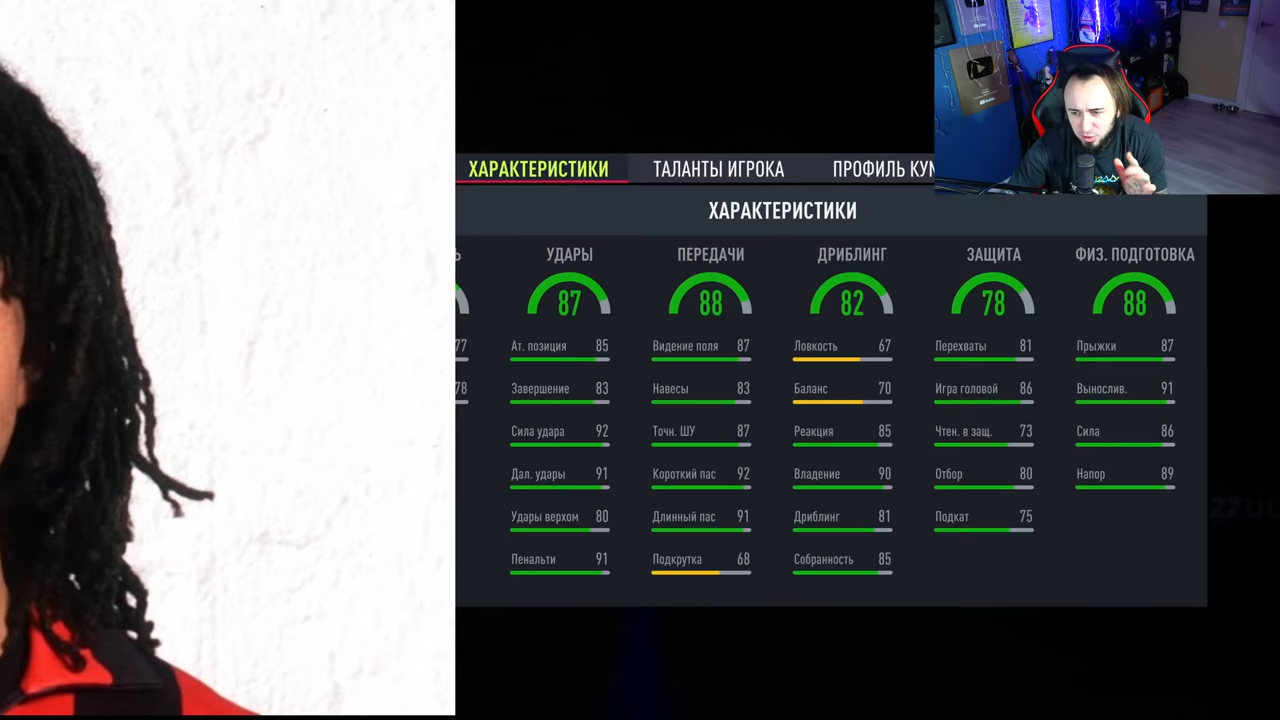 ХАРАКТЕРИСТИКИ ТАЛАНТЫ ИГРОКА ПРОФИЛЬ КУМ
ХАРАКТЕРИСТИКИ
Ь УДАРЫ ПЕРЕДАЧИ ДРИБЛИНГ ЗАЩИТА ФИЗ. ПОДГОТОВКА
87 88 82 78 88
77 Ат. позиция 85 Видение поля 87 Ловкость 67 Перехваты 81 Прыжки 87
78 Завершение 83 Навесы 83 Баланс 70 Игра головой 86 Вынослив. 91
Сила удара 92 Точн. ШУ 87 Реакция 85 Чтен. в защ. 73 Сила 86
Дал. удары 91 Короткий пас 92 Владение 90 Отбор 80 Напор 89
Удары верхом 80 Длинный пас 91 Дриблинг 81 Подкат 75
Пенальти 91 Подкрутка 68 Собранность 85